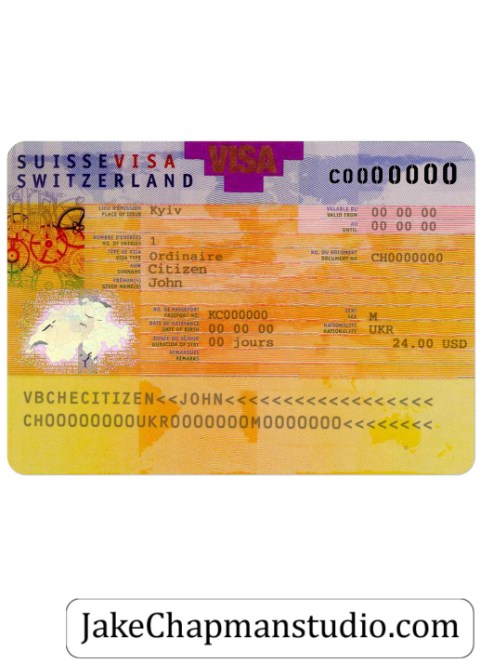 SUISSEVISA
SWITZERLAND
VISA
C0000000
LIEU D'EMISSION
PLACE OF ISSUE
Kyiv
VALABLE DU
VALID FROM
00 00 00
AU
UNTIL
00 00 00
NOMBRE D'ENTREES
NO. OF ENTRIES
1
TYPE DE VISA
VISA TYPE
Ordinaire
NO. DU DOCUMENT
DOCUMENT NO
CH0000000
NOM
SURNAME
Citizen
PRENOM(S)
GIVEN NAME(S)
John
NO. DE PASSEPORT
PASSPORT NO.
KC000000
SEXE
SEX
M
DATE DE NAISSANCE
DATE OF BIRTH
00 00 00
NATIONALITE
NATIONALITY
UKR
DUREE DE SEJOUR
DURATION OF STAY
00 jours
24.00 USD
REMARQUES
REMARKS
VBCHECITIZEN<<JOHN<<<<<<<<<<<<<<<<<<
CH00000000UKR0000000M0000000<<<<<<<<
JakeChapmanstudio.com